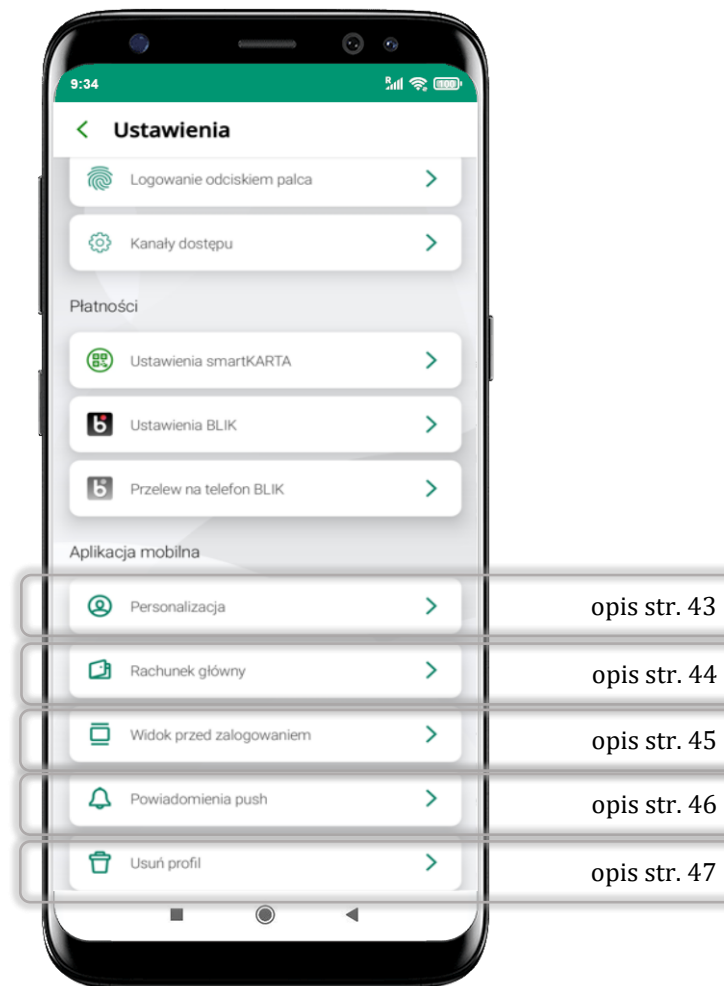 9:34
R 100
Ustawienia
Logowanie odciskiem palca
Kanały dostępu
Płatności
Ustawienia smartKARTA
Ustawienia BLIK
Przelew na telefon BLIK
Aplikacja mobilna
Personalizacja opis str. 43
Rachunek główny opis str. 44
Widok przed zalogowaniem opis str. 45
Powiadomienia push opis str. 46
Usuń profil opis str. 47